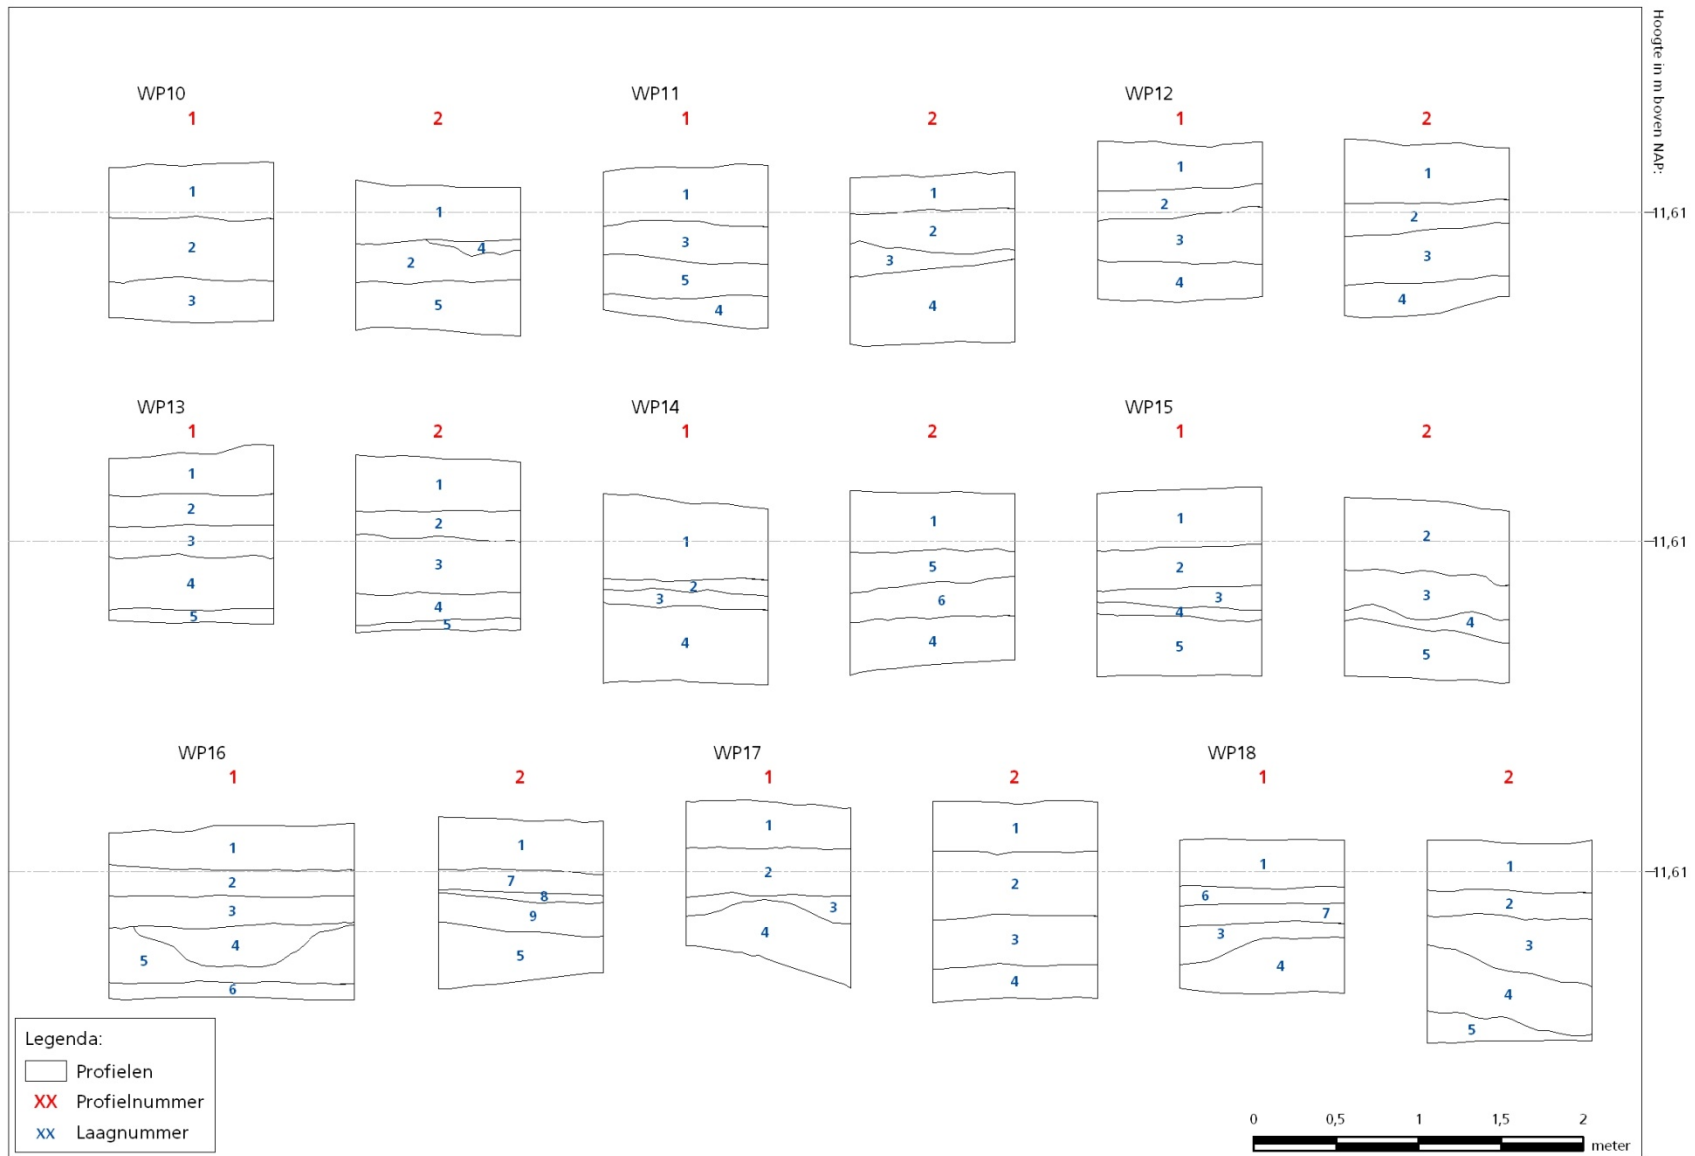 Hoogte in m boven NAP:
WP10 WP11 WP12
1 2 1 2 1 2
1 2 3
1 4 2 5
1 3 5 4
1 2 3 4
1 2 3 4
1 2 3 4
11,61
WP13 WP14 WP15
1 2 1 2 1 2
1 2 3 4 5
1 2 3 4 5
1 2 3 4
1 5 6 4
1 2 3 4 5
2 3 4 5
11,61
WP16 WP17 WP18
1 2 1 2 1 2
1 2 3 4 5 6
1 7 8 9 5
1 2 3 4
1 2 3 4
1 6 7 3 4
1 2 3 4 5
11,61
Legenda:
Profielen
XX Profielnummer
xx Laagnummer
0 0,5 1 1,5 2
meter